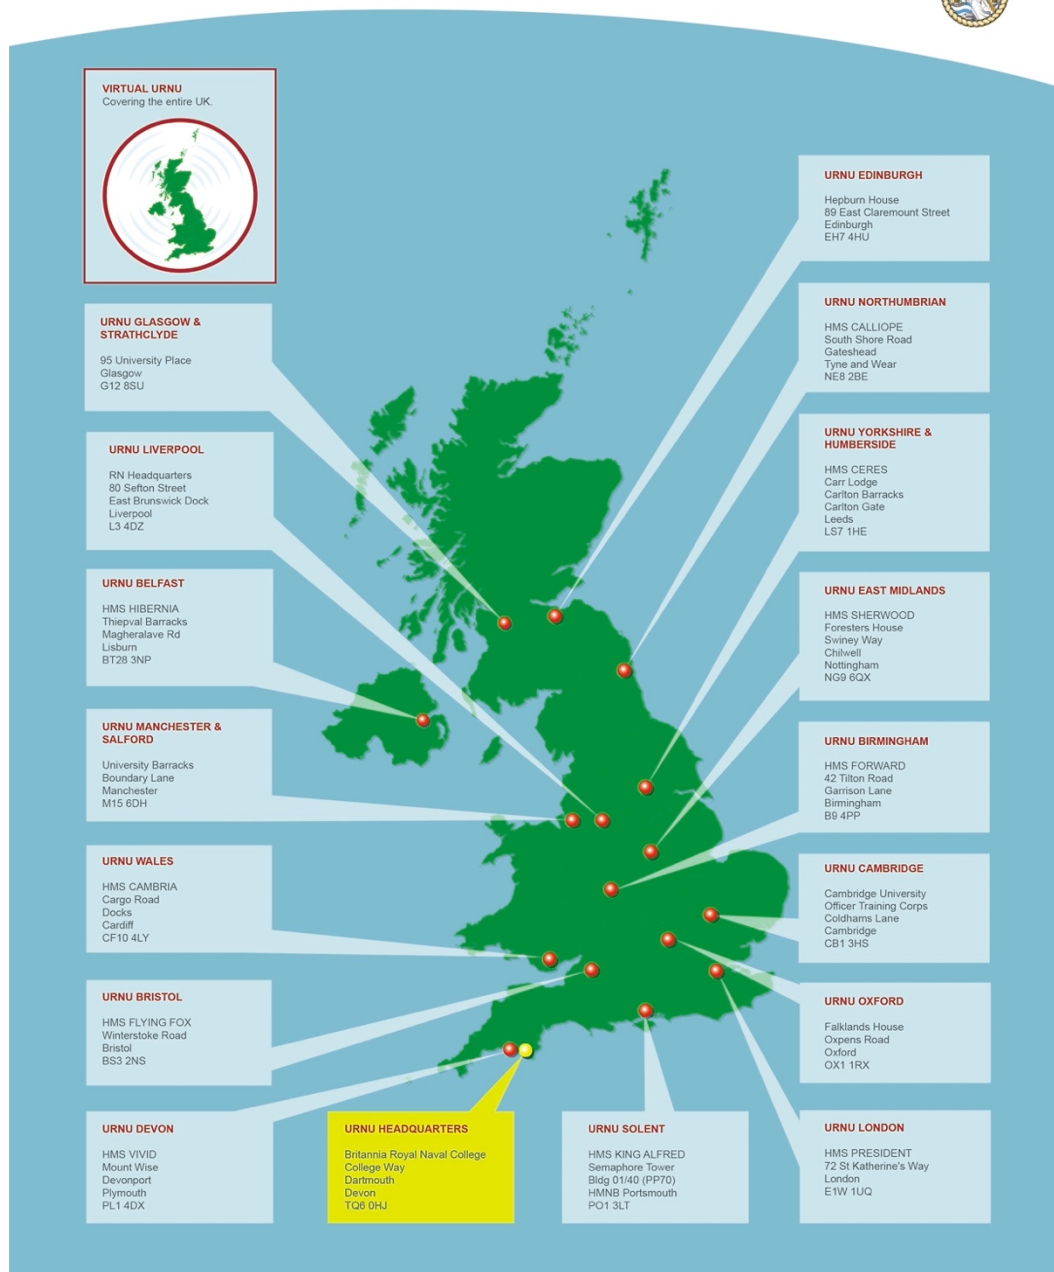 VIRTUAL URNU
Covering the entire UK.
URNU GLASGOW &
STRATHCLYDE
95 University Place
Glasgow
G12 8SU
URNU LIVERPOOL
RN Headquarters
80 Sefton Street
East Brunswick Dock
Liverpool
L3 4DZ
URNU BELFAST
HMS HIBERNIA
Thiepval Barracks
Magheralave Rd
Lisburn
BT28 3NP
URNU MANCHESTER &
SALFORD
University Barracks
Boundary Lane
Manchester
M15 6DH
URNU WALES
HMS CAMBRIA
Cargo Road
Docks
Cardiff
CF10 4LY
URNU BRISTOL
HMS FLYING FOX
Winterstoke Road
Bristol
BS3 2NS
URNU DEVON
HMS VIVID
Mount Wise
Devonport
Plymouth
PL1 4DX
URNU HEADQUARTERS
Britannia Royal Naval College
College Way
Dartmouth
Devon
TQ6 0HJ
URNU SOLENT
HMS KING ALFRED
Semaphore Tower
Bldg 01/40 (PP70)
HMNB Portsmouth
PO1 3LT
URNU EDINBURGH
Hepburn House
89 East Claremount Street
Edinburgh
EH7 4HU
URNU NORTHUMBRIAN
HMS CALLIOPE
South Shore Road
Gateshead
Tyne and Wear
NE8 2BE
URNU YORKSHIRE &
HUMBERSIDE
HMS CERES
Carr Lodge
Carlton Barracks
Carlton Gate
Leeds
LS7 1HE
URNU EAST MIDLANDS
HMS SHERWOOD
Foresters House
Swiney Way
Chilwell
Nottingham
NG9 6QX
URNU BIRMINGHAM
HMS FORWARD
42 Tilton Road
Garrison Lane
Birmingham
B9 4PP
URNU CAMBRIDGE
Cambridge University
Officer Training Corps
Coldhams Lane
Cambridge
CB1 3HS
URNU OXFORD
Falklands House
Oxpens Road
Oxford
OX1 1RX
URNU LONDON
HMS PRESIDENT
72 St Katherine's Way
London
E1W 1UQ